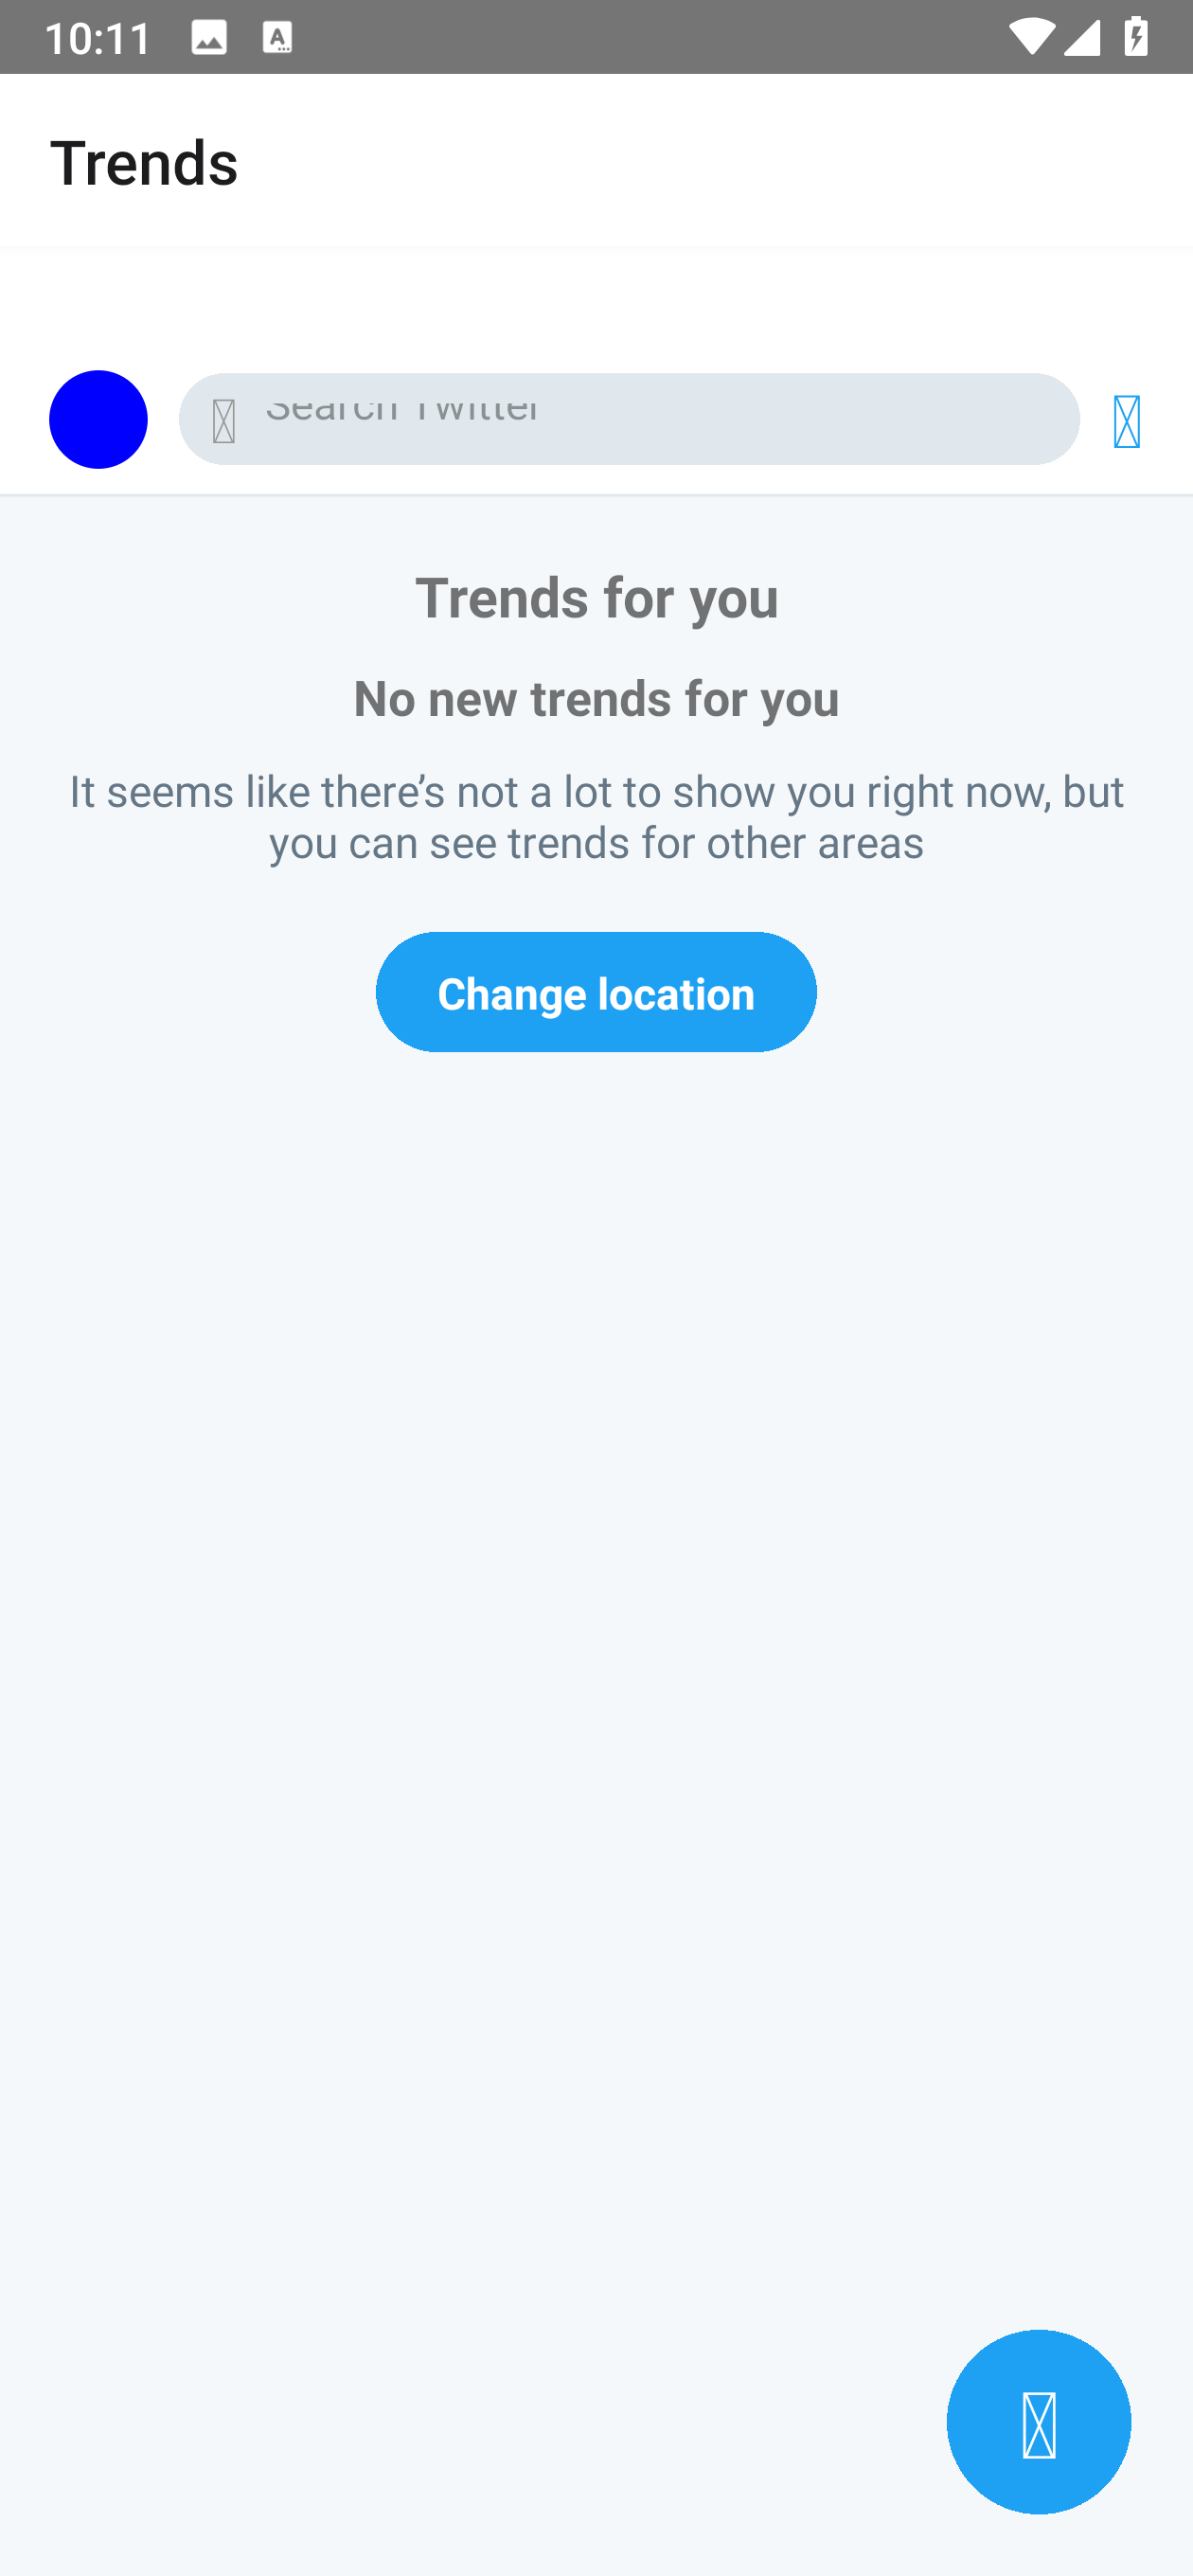 10:11
Trends
Search Twitter
Trends for you
No new trends for you
It seems like there’s not a lot to show you right now, but
you can see trends for other areas
Change location